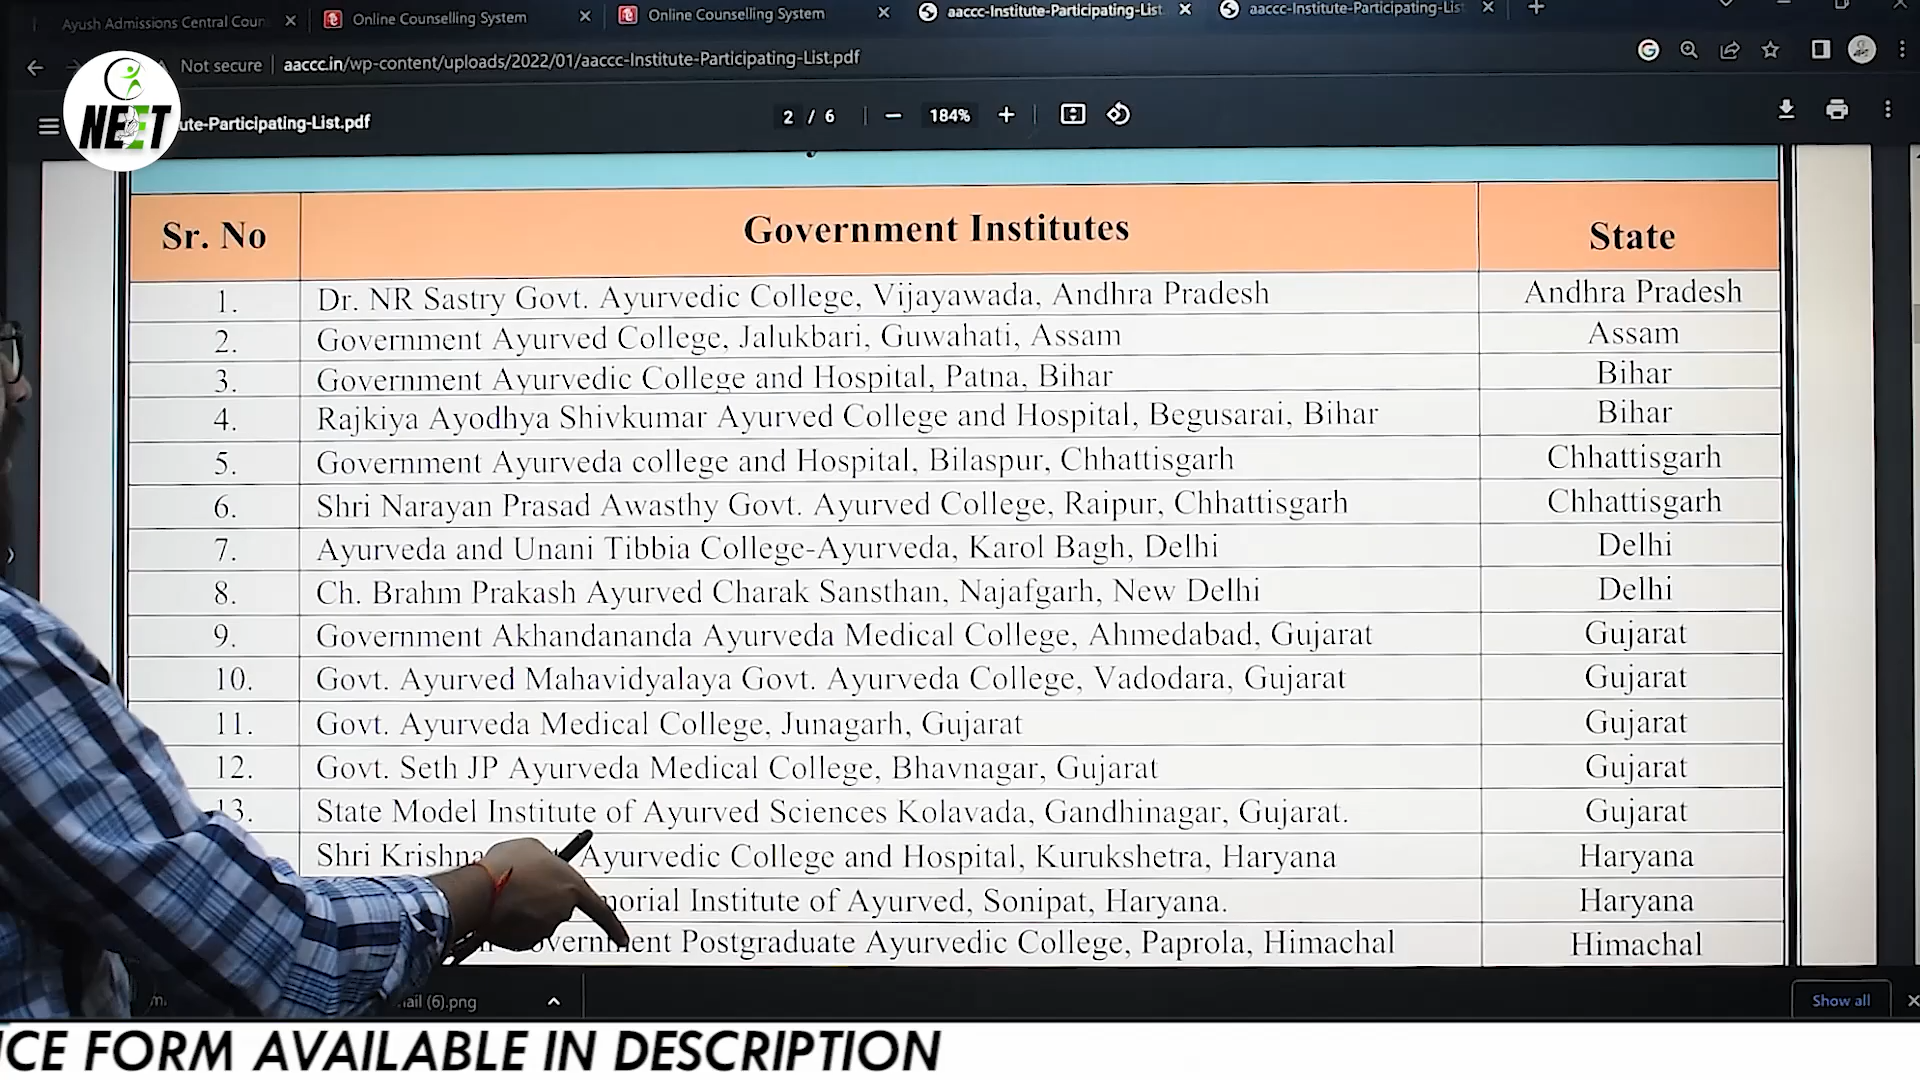 Ayush Admissions Central Coun
Online Counselling System
Online Counselling System
aaccc-Institute-Participating-List
aaccc-Institute-Participating-List
Not secure
aaccc.in/wp-content/uploads/2022/01/aaccc-Institute-Participating-List.pdf
NEET
ute-Participating-List.pdf
2 / 6
184%
Sr. No Government Institutes State
1. Dr. NR Sastry Govt. Ayurvedic College, Vijayawada, Andhra Pradesh Andhra Pradesh
2. Government Ayurved College, Jalukbari, Guwahati, Assam Assam
3. Government Ayurvedic College and Hospital, Patna, Bihar Bihar
4. Rajkiya Ayodhya Shivkumar Ayurved College and Hospital, Begusarai, Bihar Bihar
5. Government Ayurveda college and Hospital, Bilaspur, Chhattisgarh Chhattisgarh
6. Shri Narayan Prasad Awasthy Govt. Ayurved College, Raipur, Chhattisgarh Chhattisgarh
7. Ayurveda and Unani Tibbia College-Ayurveda, Karol Bagh, Delhi Delhi
8. Ch. Brahm Prakash Ayurved Charak Sansthan, Najafgarh, New Delhi Delhi
9. Government Akhandananda Ayurveda Medical College, Ahmedabad, Gujarat Gujarat
10. Govt. Ayurved Mahavidyalaya Govt. Ayurveda College, Vadodara, Gujarat Gujarat
11. Govt. Ayurveda Medical College, Junagarh, Gujarat Gujarat
12. Govt. Seth JP Ayurveda Medical College, Bhavnagar, Gujarat Gujarat
13. State Model Institute of Ayurved Sciences Kolavada, Gandhinagar, Gujarat. Gujarat
Shri Krishna Ayurvedic College and Hospital, Kurukshetra, Haryana Haryana
morial Institute of Ayurved, Sonipat, Haryana. Haryana
Government Postgraduate Ayurvedic College, Paprola, Himachal Himachal
ail (6).png
Show all
ICE FORM AVAILABLE IN DESCRIPTION